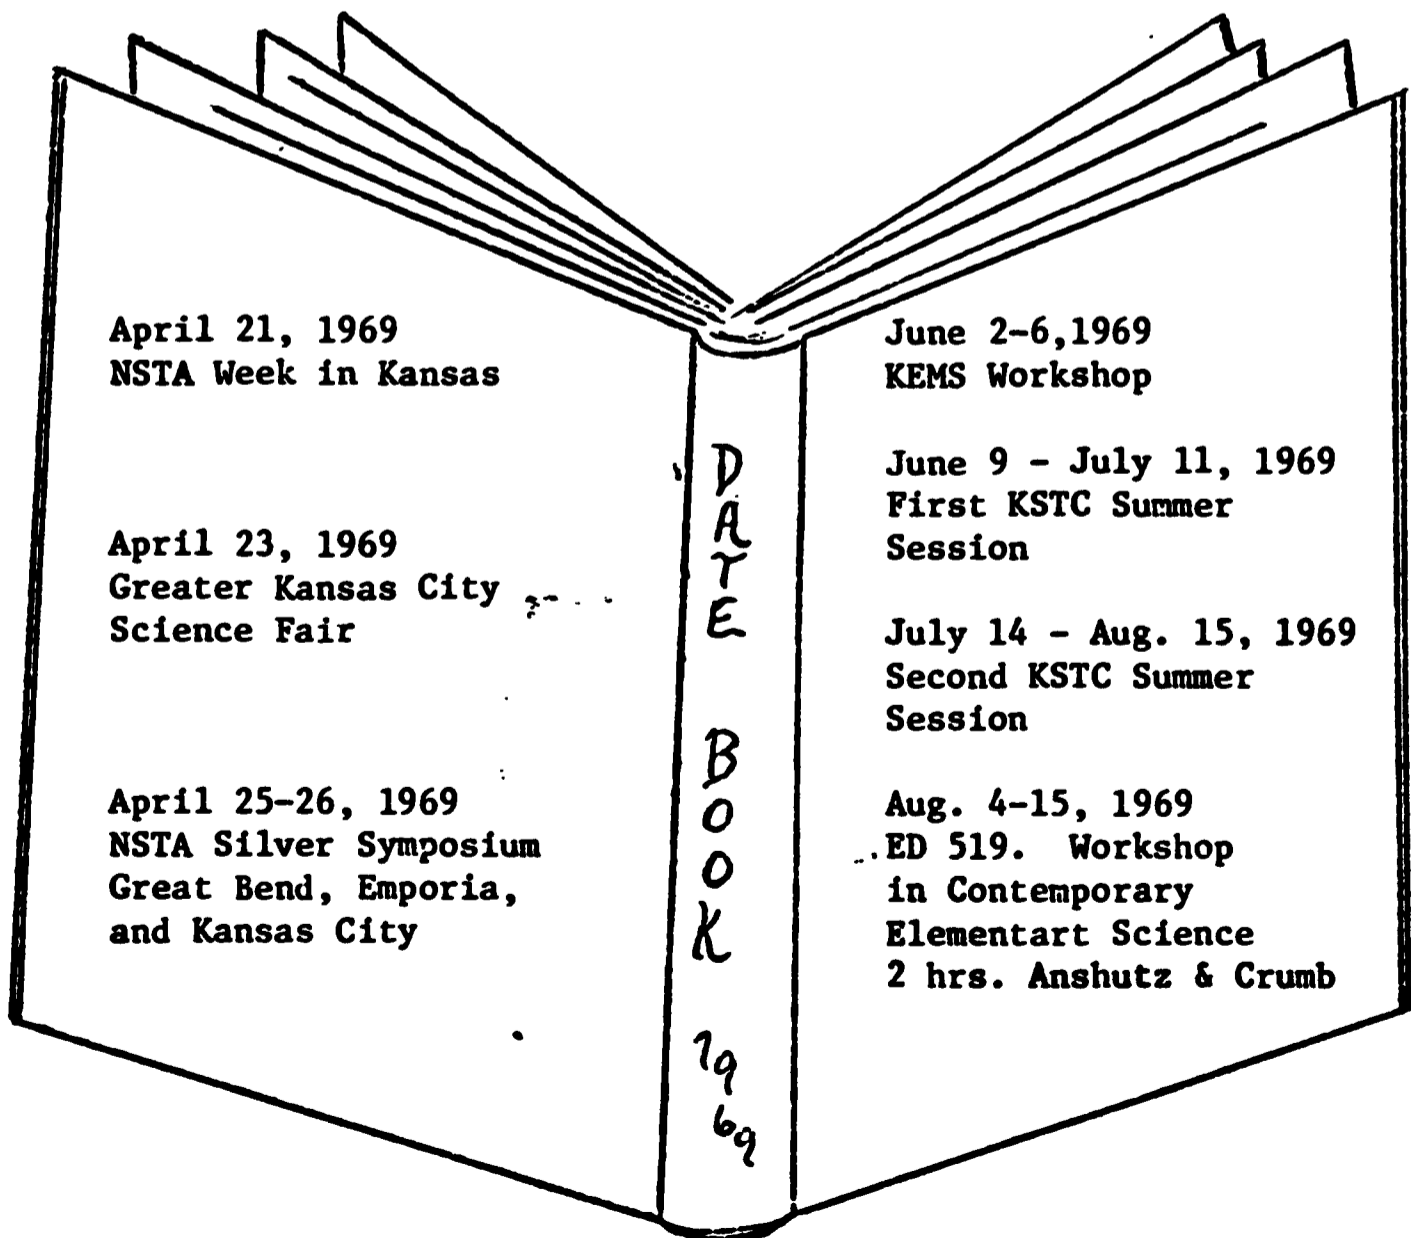 April 21, 1969
NSTA Week in Kansas
April 23, 1969
Greater Kansas City
Science Fair
April 25-26, 1969
NSTA Silver Symposium
Great Bend, Emporia,
and Kansas City
DATE BOOK 1969
June 2-6,1969
KEMS Workshop
June 9 - July 11, 1969
First KSTC Summer
Session
July 14 - Aug. 15, 1969
Second KSTC Summer
Session
Aug. 4-15, 1969
ED 519. Workshop
in Contemporary
Elementart Science
2 hrs. Anshutz & Crumb